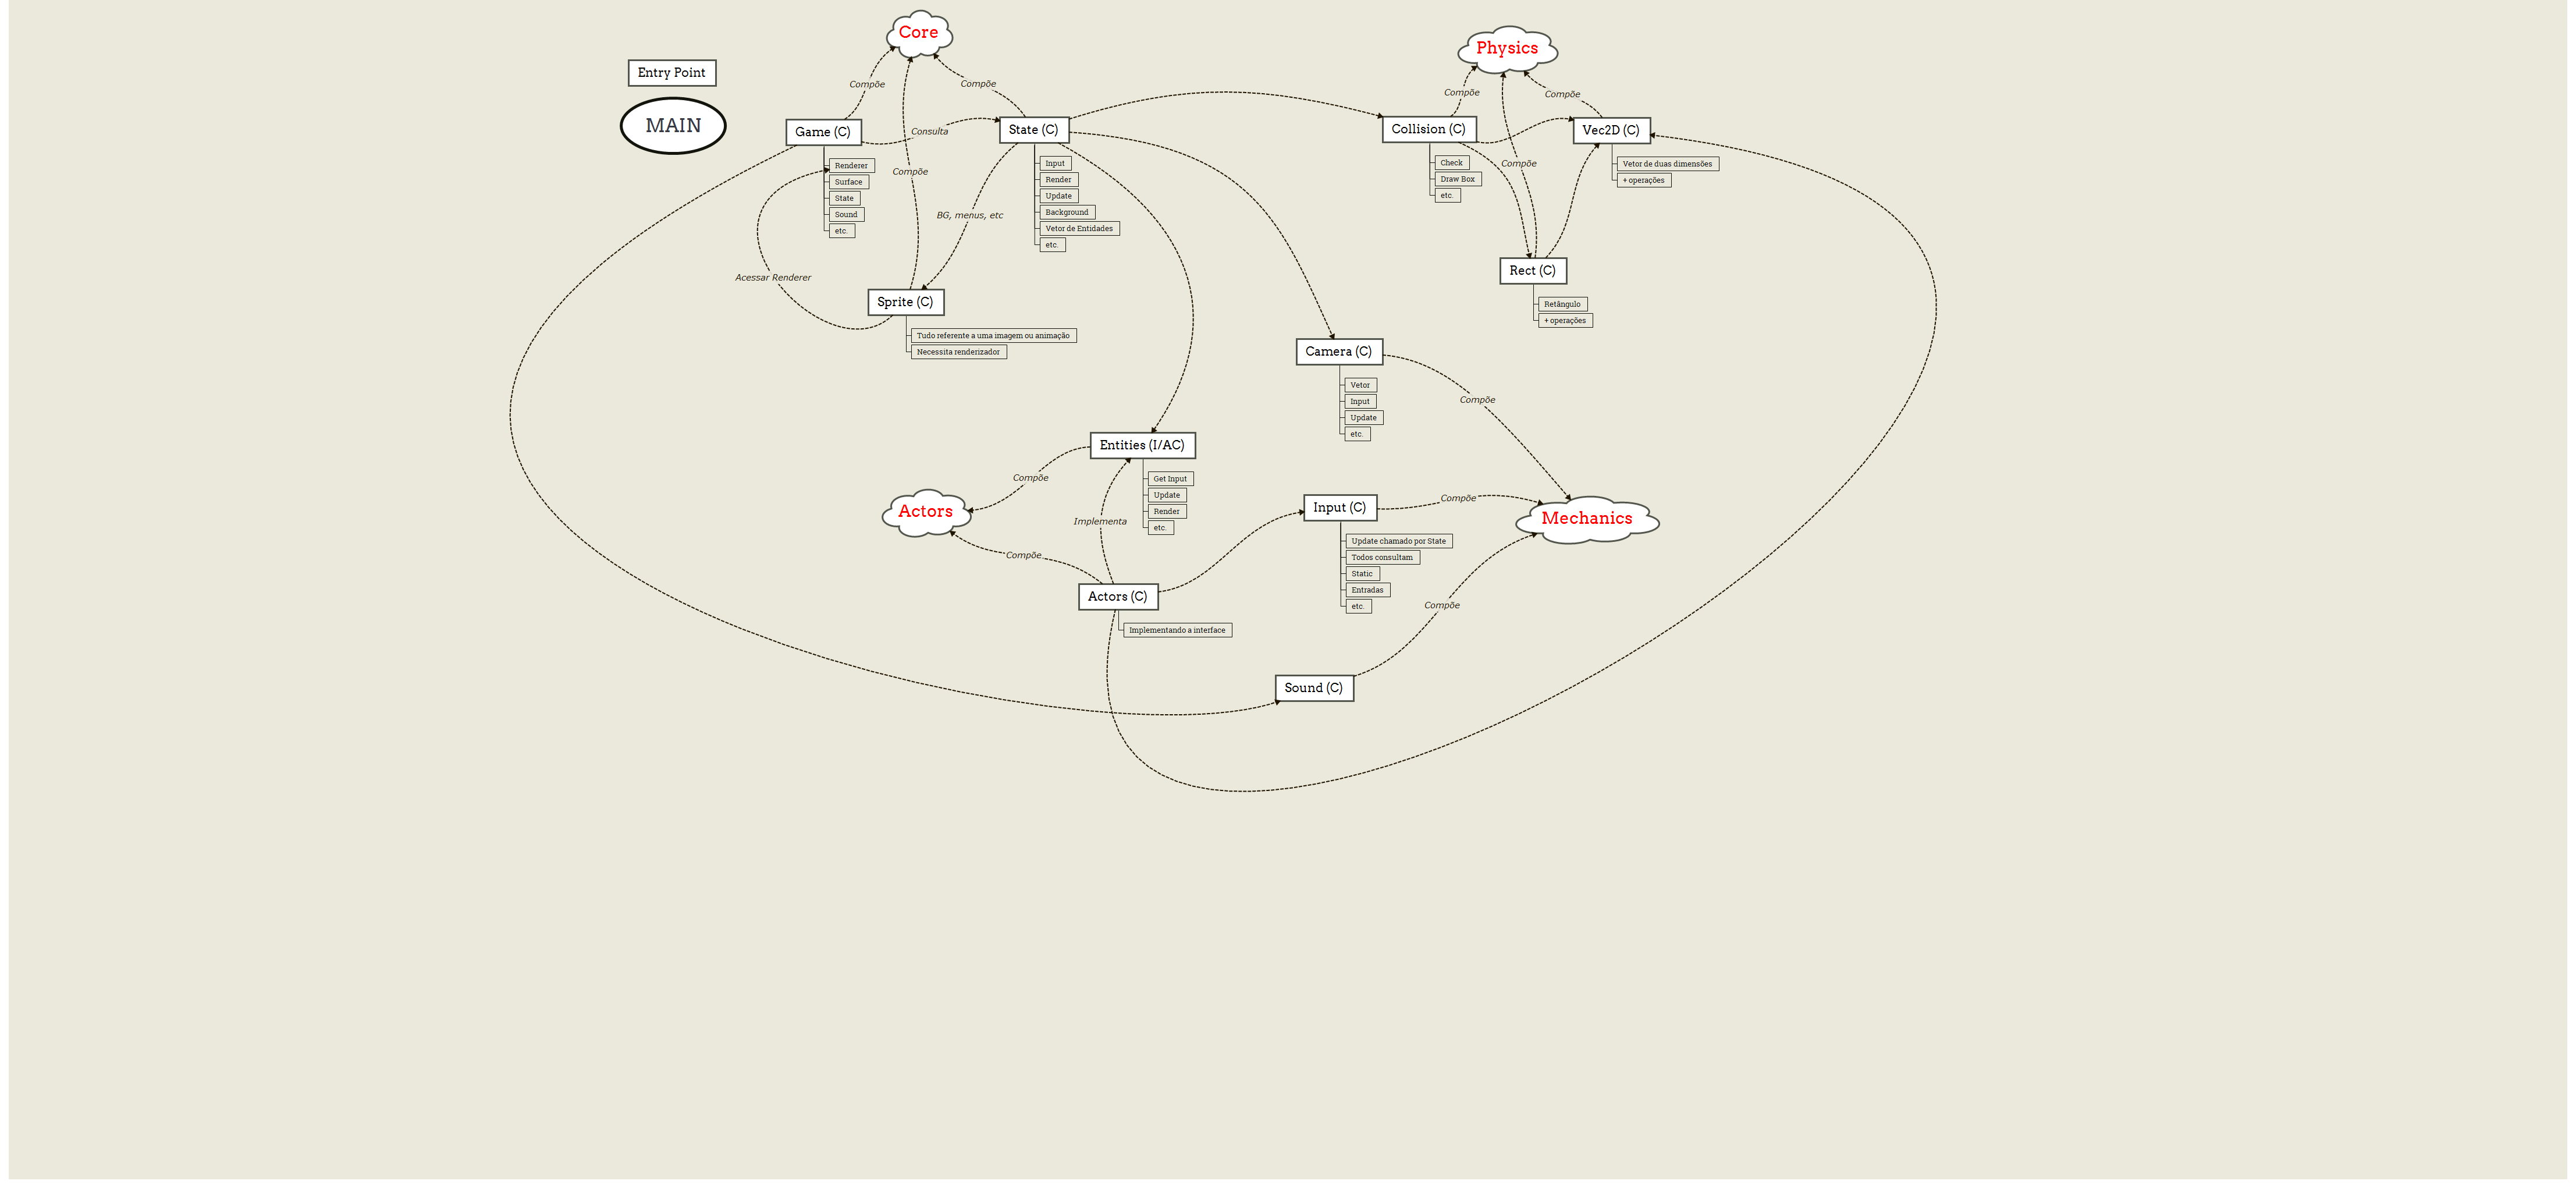 Core
Physics
Entry Point
MAIN
Compõe
Compõe
Compõe
Compõe
Game (C)
Consulta
State (C)
Collision (C)
Vec2D (C)
Renderer
Surface
State
Sound
etc.
Compõe
Input
Render
Update
Background
Vetor de Entidades
etc.
BG, menus, etc
Check
Draw Box
etc.
Compõe
Vetor de duas dimensões
+ operações
Rect (C)
Retângulo
+ operações
Acessar Renderer
Sprite (C)
Tudo referente a uma imagem ou animação
Necessita renderizador
Camera (C)
Vetor
Input
Update
etc.
Compõe
Entities (I/AC)
Get Input
Update
Render
etc.
Compõe
Actors
Implementa
Compõe
Input (C)
Compõe
Mechanics
Update chamado por State
Todos consultam
Static
Entradas
etc.
Actors (C)
Implementando a interface
Compõe
Sound (C)